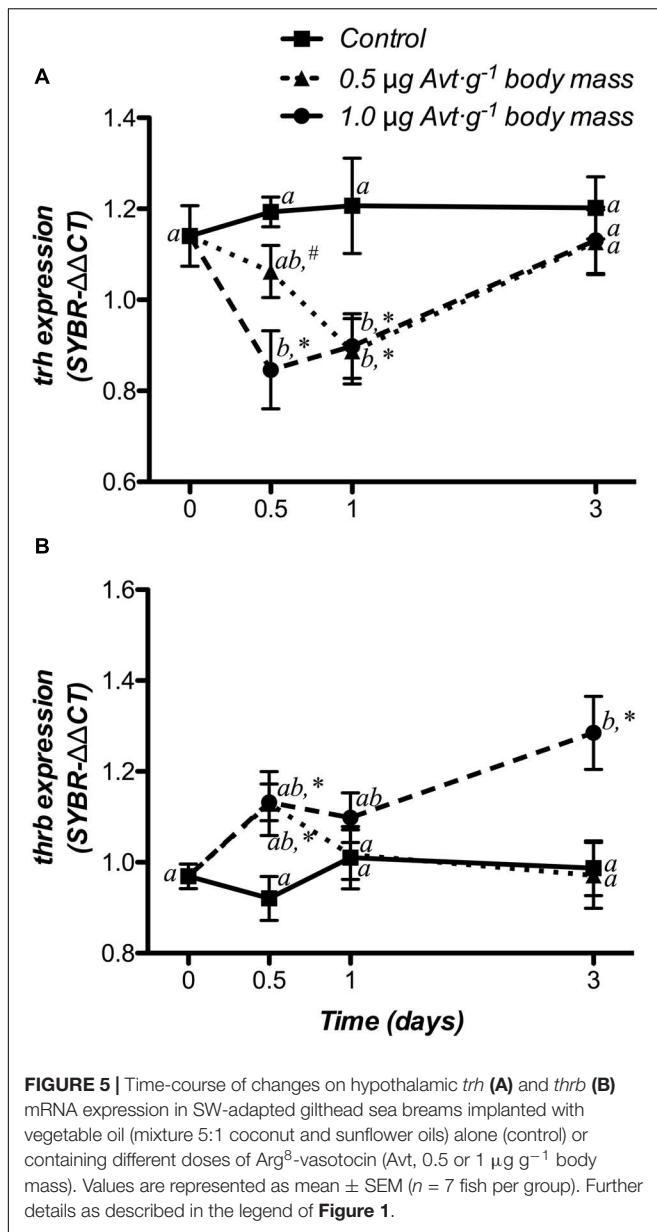 Control
A
0.5 µg Avt·g⁻¹ body mass
1.0 µg Avt·g⁻¹ body mass
trh expression
(SYBR-ΔΔCT)
1.4
1.2
1.0
0.8
0.6
a
a
a
a
ab,#
b,*
b,*
b,*
a
a
0
0.5
1
3
B
thrb expression
(SYBR-ΔΔCT)
1.6
1.4
1.2
1.0
0.8
a
ab,*
ab,*
a
ab
a
a
b,*
a
a
0
0.5
1
3
Time (days)
FIGURE 5 | Time-course of changes on hypothalamic trh (A) and thrb (B)
mRNA expression in SW-adapted gilthead sea breams implanted with
vegetable oil (mixture 5:1 coconut and sunflower oils) alone (control) or
containing different doses of Arg⁸-vasotocin (Avt, 0.5 or 1 µg g⁻¹ body
mass). Values are represented as mean ± SEM (n = 7 fish per group). Further
details as described in the legend of Figure 1.